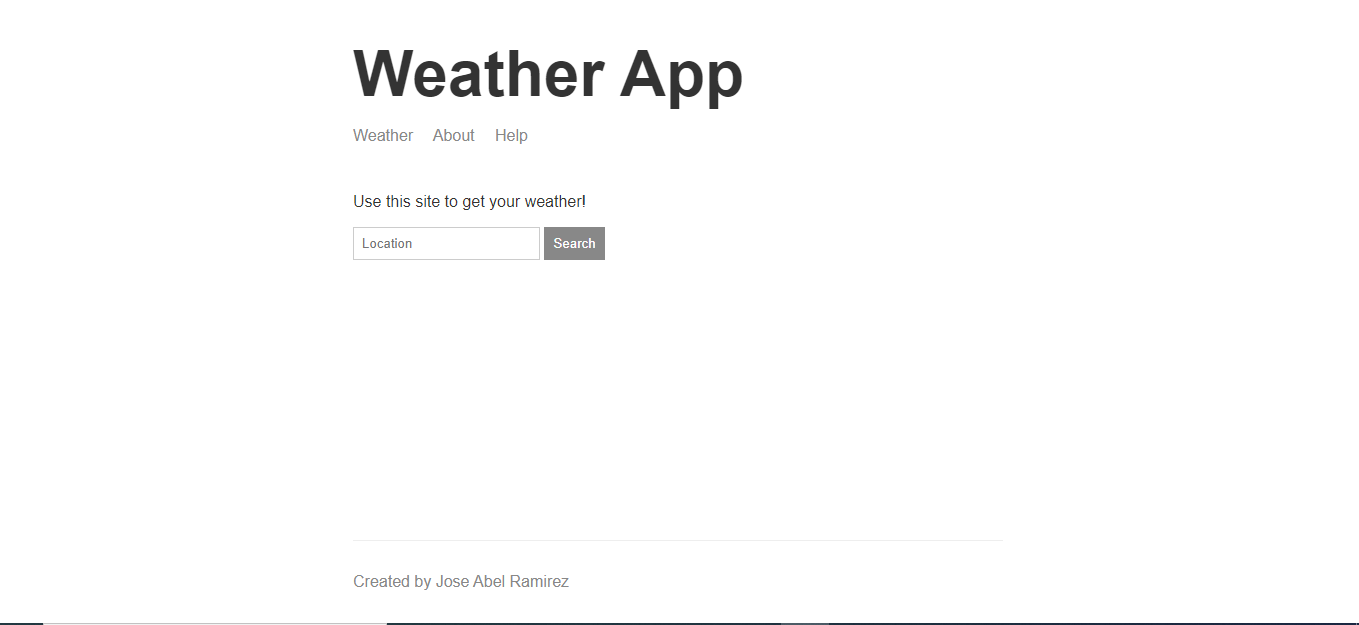 Weather App
Weather About Help
Use this site to get your weather!
Location Search
Created by Jose Abel Ramirez